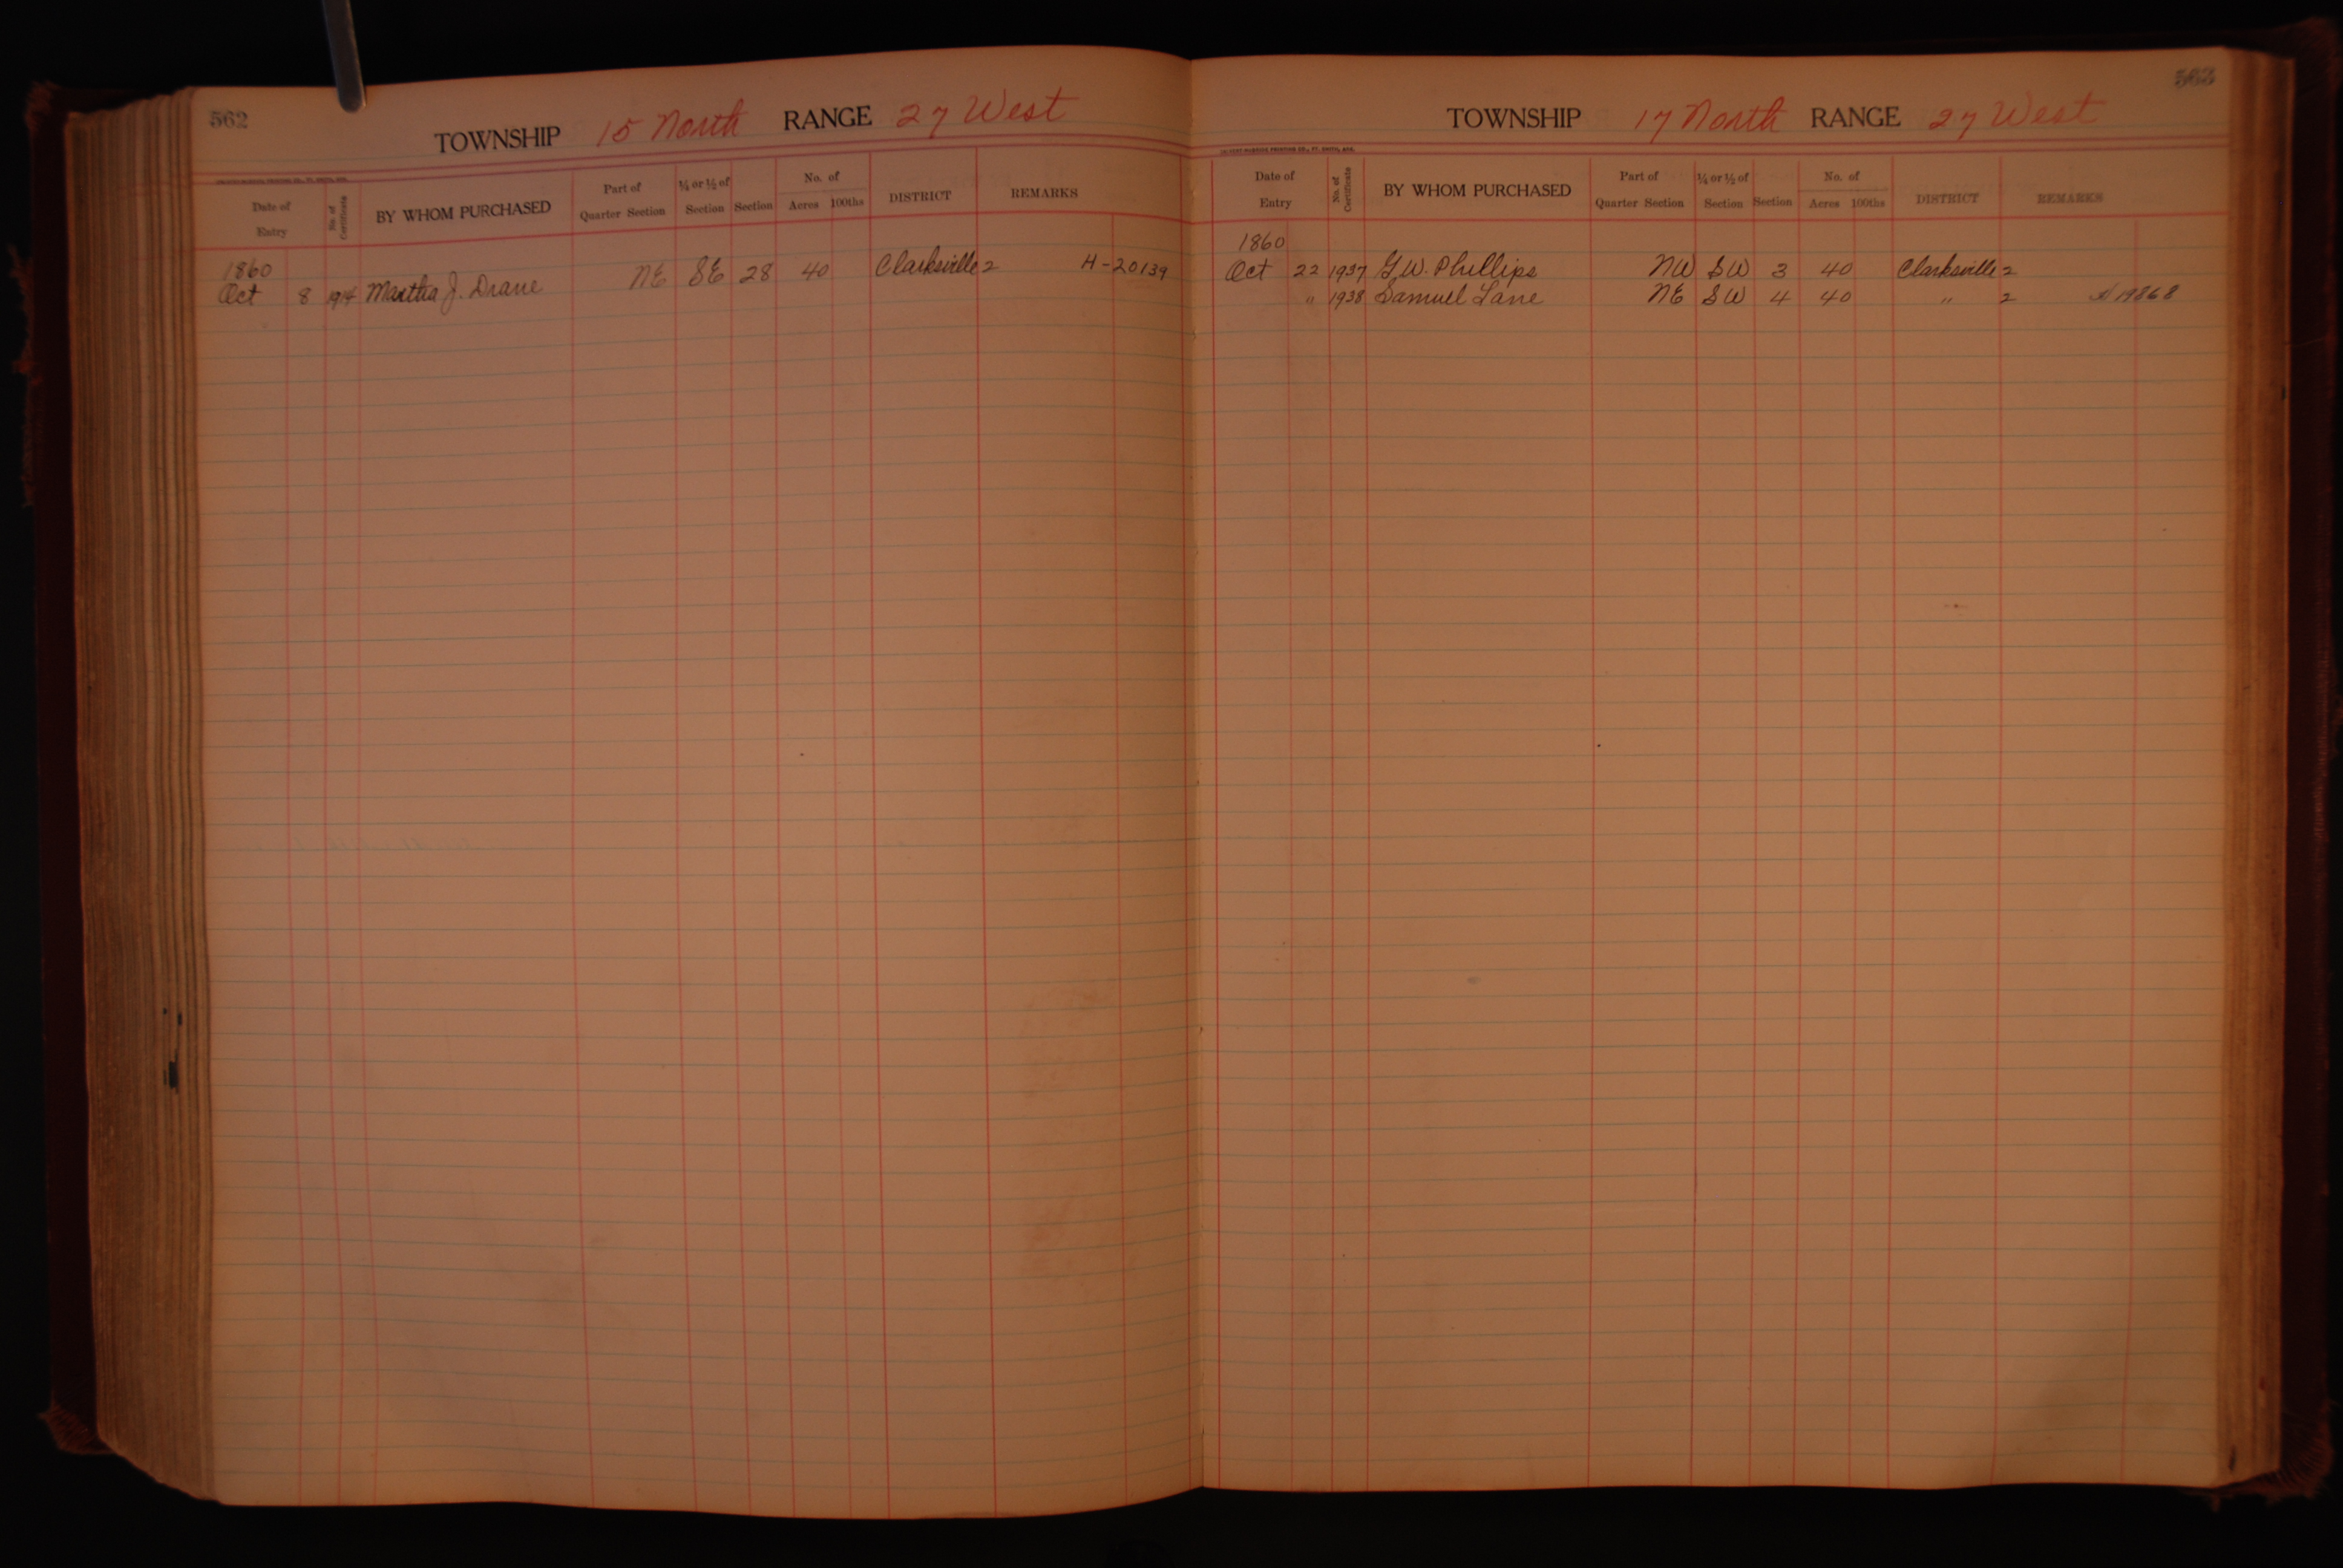 562
TOWNSHIP 15 North RANGE 27 West
Date of Entry No. of Certificate BY WHOM PURCHASED Part of Quarter Section ¼ or ½ of Section Section No. of Acres 100ths DISTRICT REMARKS
1860
Oct 8 1914 Martha J. Drane NE SE 28 40 Clarksville 2 H-20139
563
TOWNSHIP 17 North RANGE 27 West
Date of Entry No. of Certificate BY WHOM PURCHASED Part of Quarter Section ¼ or ½ of Section Section No. of Acres 100ths DISTRICT REMARKS
1860
Oct 22 1937 G.W. Phillips NW SW 3 40 Clarksville 2
" 1938 Samuel Lane NE SW 4 40 " 2 19868